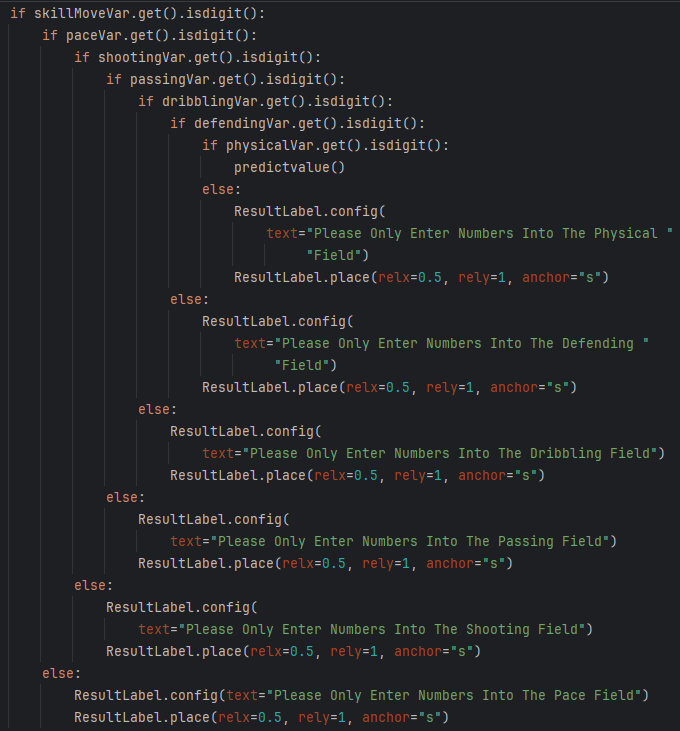 if skillMoveVar.get().isdigit():
    if paceVar.get().isdigit():
        if shootingVar.get().isdigit():
            if passingVar.get().isdigit():
                if dribblingVar.get().isdigit():
                    if defendingVar.get().isdigit():
                        if physicalVar.get().isdigit():
                            predictvalue()
                        else:
                            ResultLabel.config(
                                text="Please Only Enter Numbers Into The Physical "
                                     "Field")
                            ResultLabel.place(relx=0.5, rely=1, anchor="s")
                    else:
                        ResultLabel.config(
                            text="Please Only Enter Numbers Into The Defending "
                                 "Field")
                        ResultLabel.place(relx=0.5, rely=1, anchor="s")
                else:
                    ResultLabel.config(
                        text="Please Only Enter Numbers Into The Dribbling Field")
                    ResultLabel.place(relx=0.5, rely=1, anchor="s")
            else:
                ResultLabel.config(
                    text="Please Only Enter Numbers Into The Passing Field")
                ResultLabel.place(relx=0.5, rely=1, anchor="s")
        else:
            ResultLabel.config(
                text="Please Only Enter Numbers Into The Shooting Field")
            ResultLabel.place(relx=0.5, rely=1, anchor="s")
    else:
        ResultLabel.config(text="Please Only Enter Numbers Into The Pace Field")
        ResultLabel.place(relx=0.5, rely=1, anchor="s")